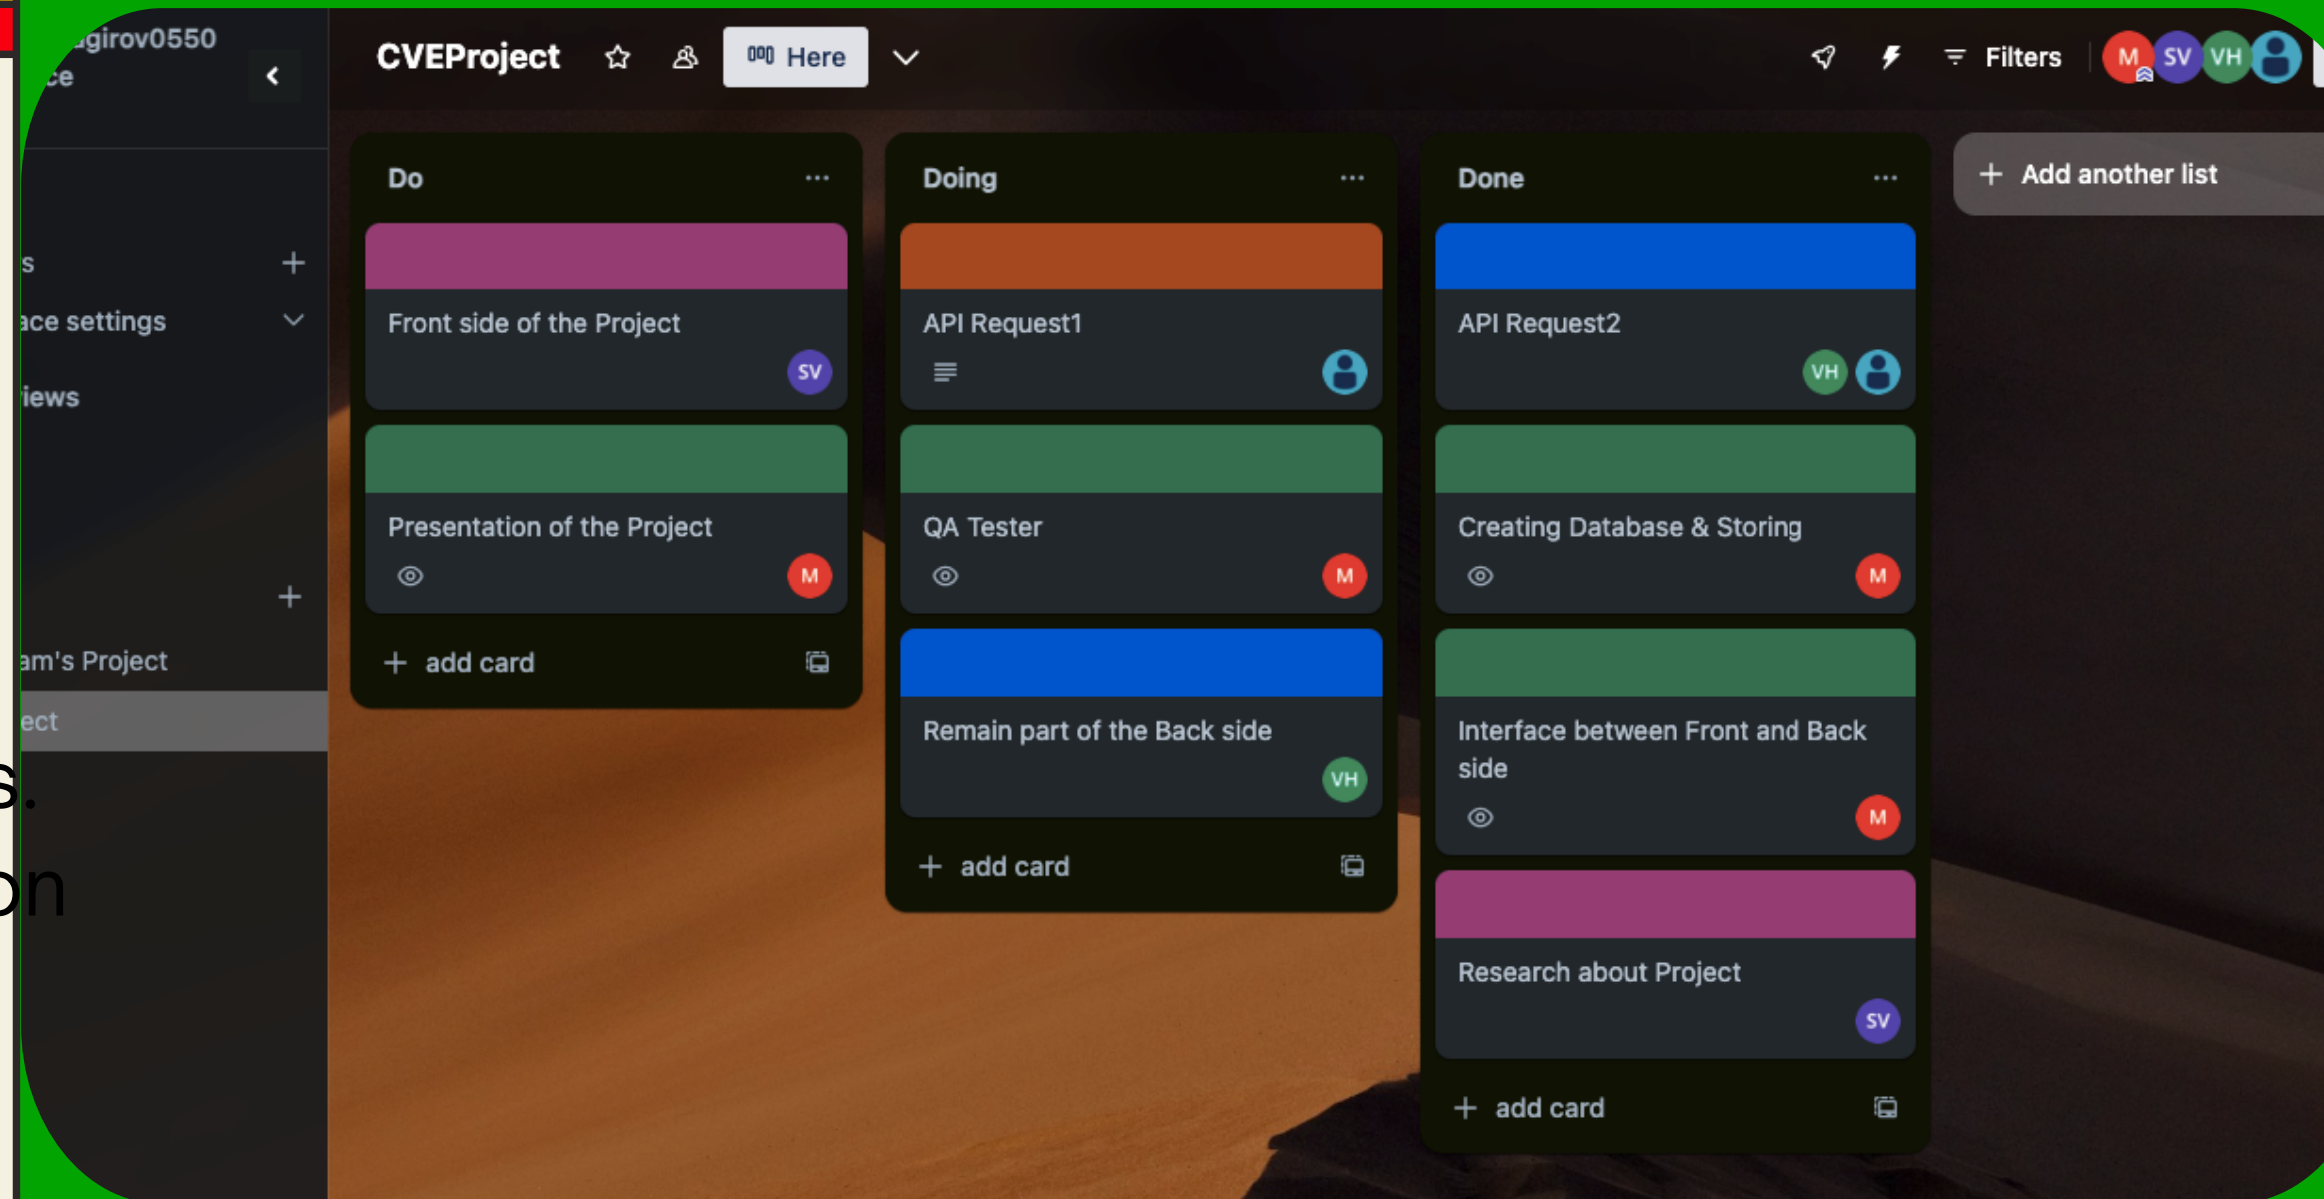 agirov0550
ce
s
ace settings
iews
am's Project
ect
s.
on
CVEProject
Here
Filters
M
SV
VH
Do
Front side of the Project
SV
Presentation of the Project
M
+ add card
Doing
API Request1
QA Tester
M
Remain part of the Back side
VH
+ add card
Done
API Request2
VH
Creating Database & Storing
M
Interface between Front and Back
side
M
Research about Project
SV
+ add card
+ Add another list